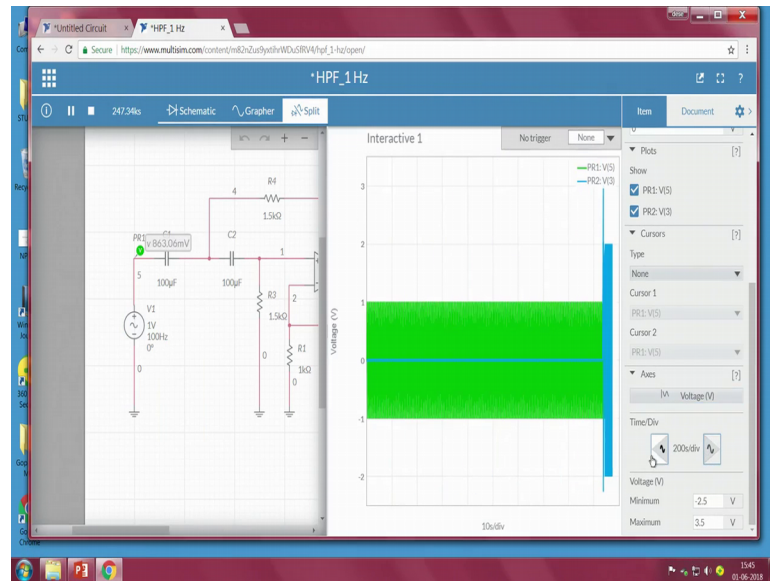 *Untitled Circuit × *HPF_1 Hz ×
Secure | https://www.multisim.com/content/m82nZus9yxtihrWDuSfRV4/hpf_1-hz/open/
*HPF_1 Hz
247.34ks Schematic Grapher Split Item Document
Interactive 1 No trigger None
PR1: V(5)
PR2: V(3)
3
2
1
0
-1
-2
Voltage (V)
10s/div
R4
4
1.5kΩ
PR1 C1 C2
v 863.06mV
1
5 100μF 100μF
R3 2
V1 1.5kΩ
1V
100Hz R1
0° 0
1kΩ
0 0
0 V
Plots [?]
Show
PR1: V(5)
PR2: V(3)
Cursors [?]
Type
None
Cursor 1
PR1: V(5)
Cursor 2
PR1: V(5)
Axes [?]
Voltage (V)
Time/Div
200s/div
Voltage (V)
Minimum -2.5 V
Maximum 3.5 V
15:45
01-06-2018